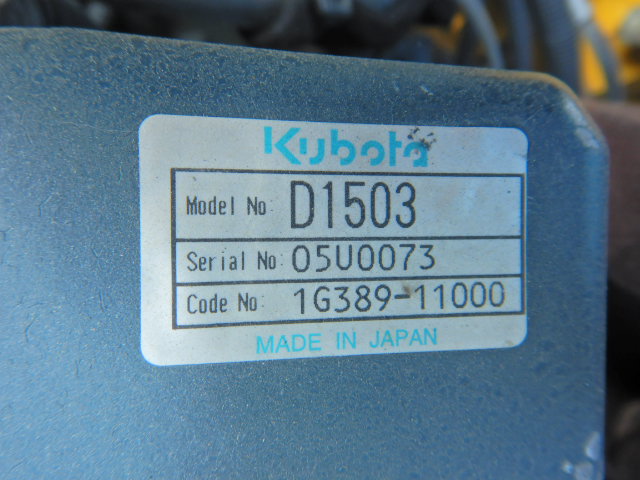 Kubota
Model No: D1503
Serial No: 05U0073
Code No: 1G389-11000
MADE IN JAPAN